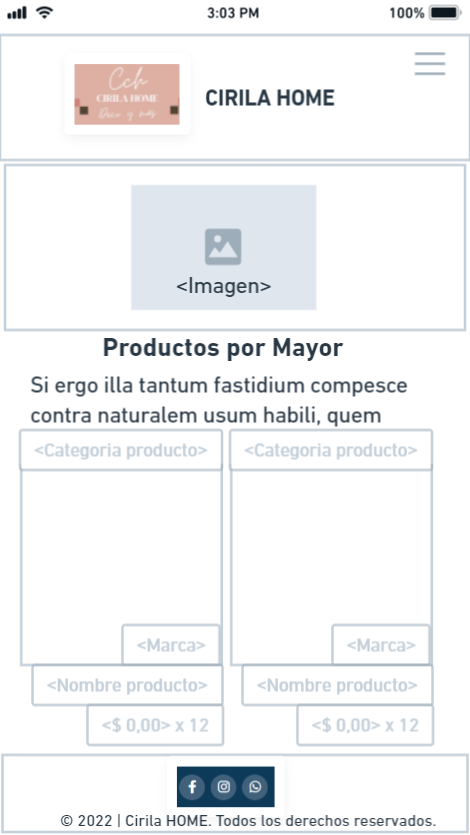 3:03 PM
100%
Cch
CIRILA HOME
Deco y más
CIRILA HOME
<Imagen>
Productos por Mayor
Si ergo illa tantum fastidium compesce
contra naturalem usum habili, quem
<Categoria producto>
<Categoria producto>
<Marca>
<Marca>
<Nombre producto>
<Nombre producto>
<$ 0,00> x 12
<$ 0,00> x 12
© 2022 | Cirila HOME. Todos los derechos reservados.